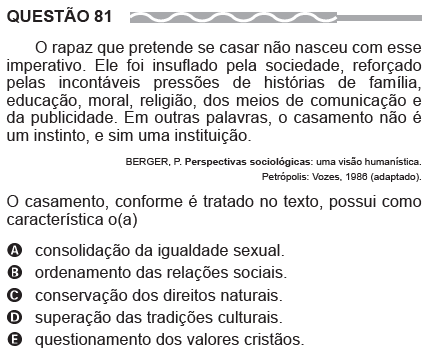 QUESTÃO 81
O rapaz que pretende se casar não nasceu com esse
imperativo. Ele foi insuflado pela sociedade, reforçado
pelas incontáveis pressões de histórias de família,
educação, moral, religião, dos meios de comunicação e
da publicidade. Em outras palavras, o casamento não é
um instinto, e sim uma instituição.
BERGER, P. Perspectivas sociológicas: uma visão humanística.
Petrópolis: Vozes, 1986 (adaptado).
O casamento, conforme é tratado no texto, possui como
característica o(a)
A consolidação da igualdade sexual.
B ordenamento das relações sociais.
C conservação dos direitos naturais.
D superação das tradições culturais.
E questionamento dos valores cristãos.